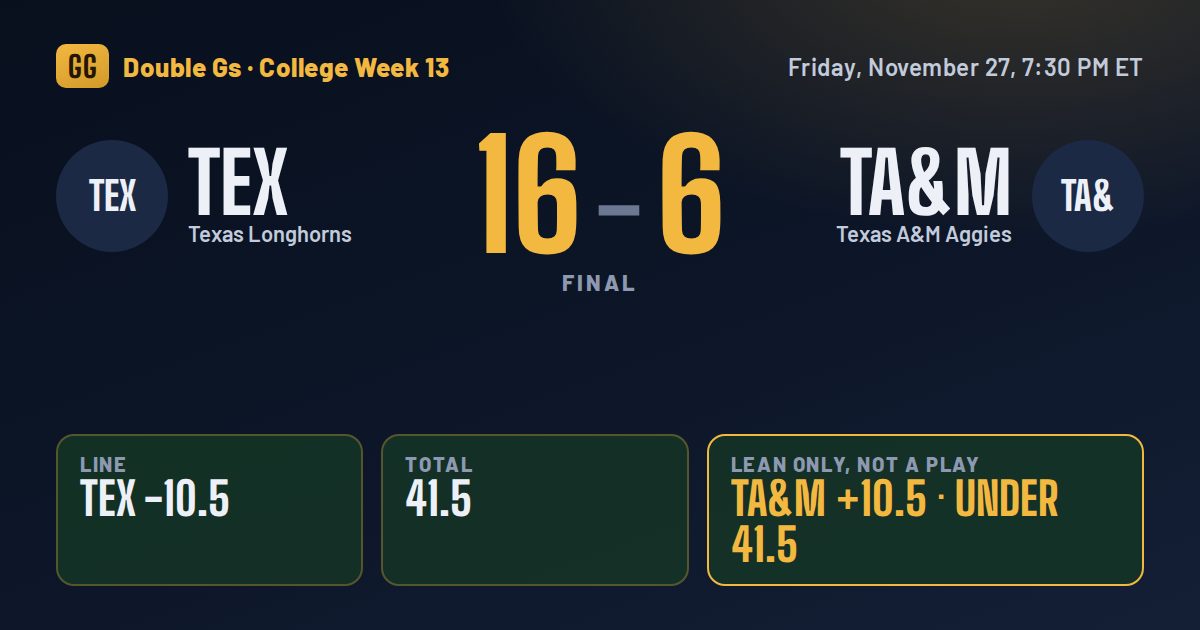 GG
Double Gs · College Week 13
Friday, November 27, 7:30 PM ET
TEX
TEX
Texas Longhorns
16 – 6
FINAL
TA&M
Texas A&M Aggies
TA&
LINE
TEX −10.5
TOTAL
41.5
LEAN ONLY, NOT A PLAY
TA&M +10.5 · UNDER
41.5